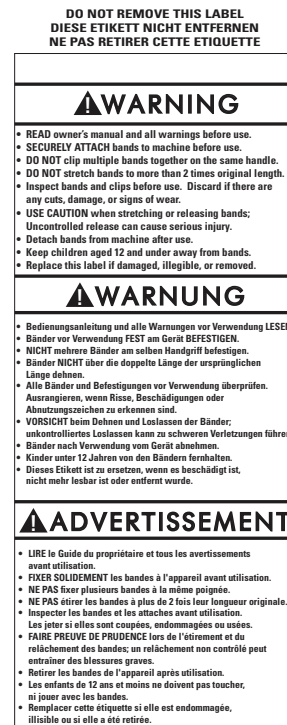 DO NOT REMOVE THIS LABEL
DIESE ETIKETT NICHT ENTFERNEN
NE PAS RETIRER CETTE ETIQUETTE
WARNING
• READ owner's manual and all warnings before use.
• SECURELY ATTACH bands to machine before use.
• DO NOT clip multiple bands together on the same handle.
• DO NOT stretch bands to more than 2 times original length.
• Inspect bands and clips before use. Discard if there are
any cuts, damage, or signs of wear.
• USE CAUTION when stretching or releasing bands;
Uncontrolled release can cause serious injury.
• Detach bands from machine after use.
• Keep children aged 12 and under away from bands.
• Replace this label if damaged, illegible, or removed.
WARNUNG
• Bedienungsanleitung und alle Warnungen vor Verwendung LESEN
• Bänder vor Verwendung FEST am Gerät BEFESTIGEN.
• NICHT mehrere Bänder am selben Handgriff befestigen.
• Bänder NICHT über die doppelte Länge der ursprünglichen
Länge dehnen.
• Alle Bänder und Befestigungen vor Verwendung überprüfen.
Ausrangieren, wenn Risse, Beschädigungen oder
Abnutzungszeichen zu erkennen sind.
• VORSICHT beim Dehnen und Loslassen der Bänder;
unkontrolliertes Loslassen kann zu schweren Verletzungen führe
• Bänder nach Verwendung vom Gerät abnehmen.
• Kinder unter 12 Jahren von den Bändern fernhalten.
• Dieses Etikett ist zu ersetzen, wenn es beschädigt ist,
nicht mehr lesbar ist oder entfernt wurde.
ADVERTISSEMENT
• LIRE le Guide du propriétaire et tous les avertissements
avant utilisation.
• FIXER SOLIDEMENT les bandes à l'appareil avant utilisation.
• NE PAS fixer plusieurs bandes à la même poignée.
• NE PAS étirer les bandes à plus de 2 fois leur longueur originale.
• Inspecter les bandes et les attaches avant utilisation.
Les jeter si elles sont coupées, endommagées ou usées.
• FAIRE PREUVE DE PRUDENCE lors de l'étirement et du
relâchement des bandes; un relâchement non contrôlé peut
entraîner des blessures graves.
• Retirer les bandes de l'appareil après utilisation.
• Les enfants de 12 ans et moins ne doivent pas toucher,
ni jouer avec les bandes.
• Remplacer cette étiquette si elle est endommagée,
illisible ou si elle a été retirée.